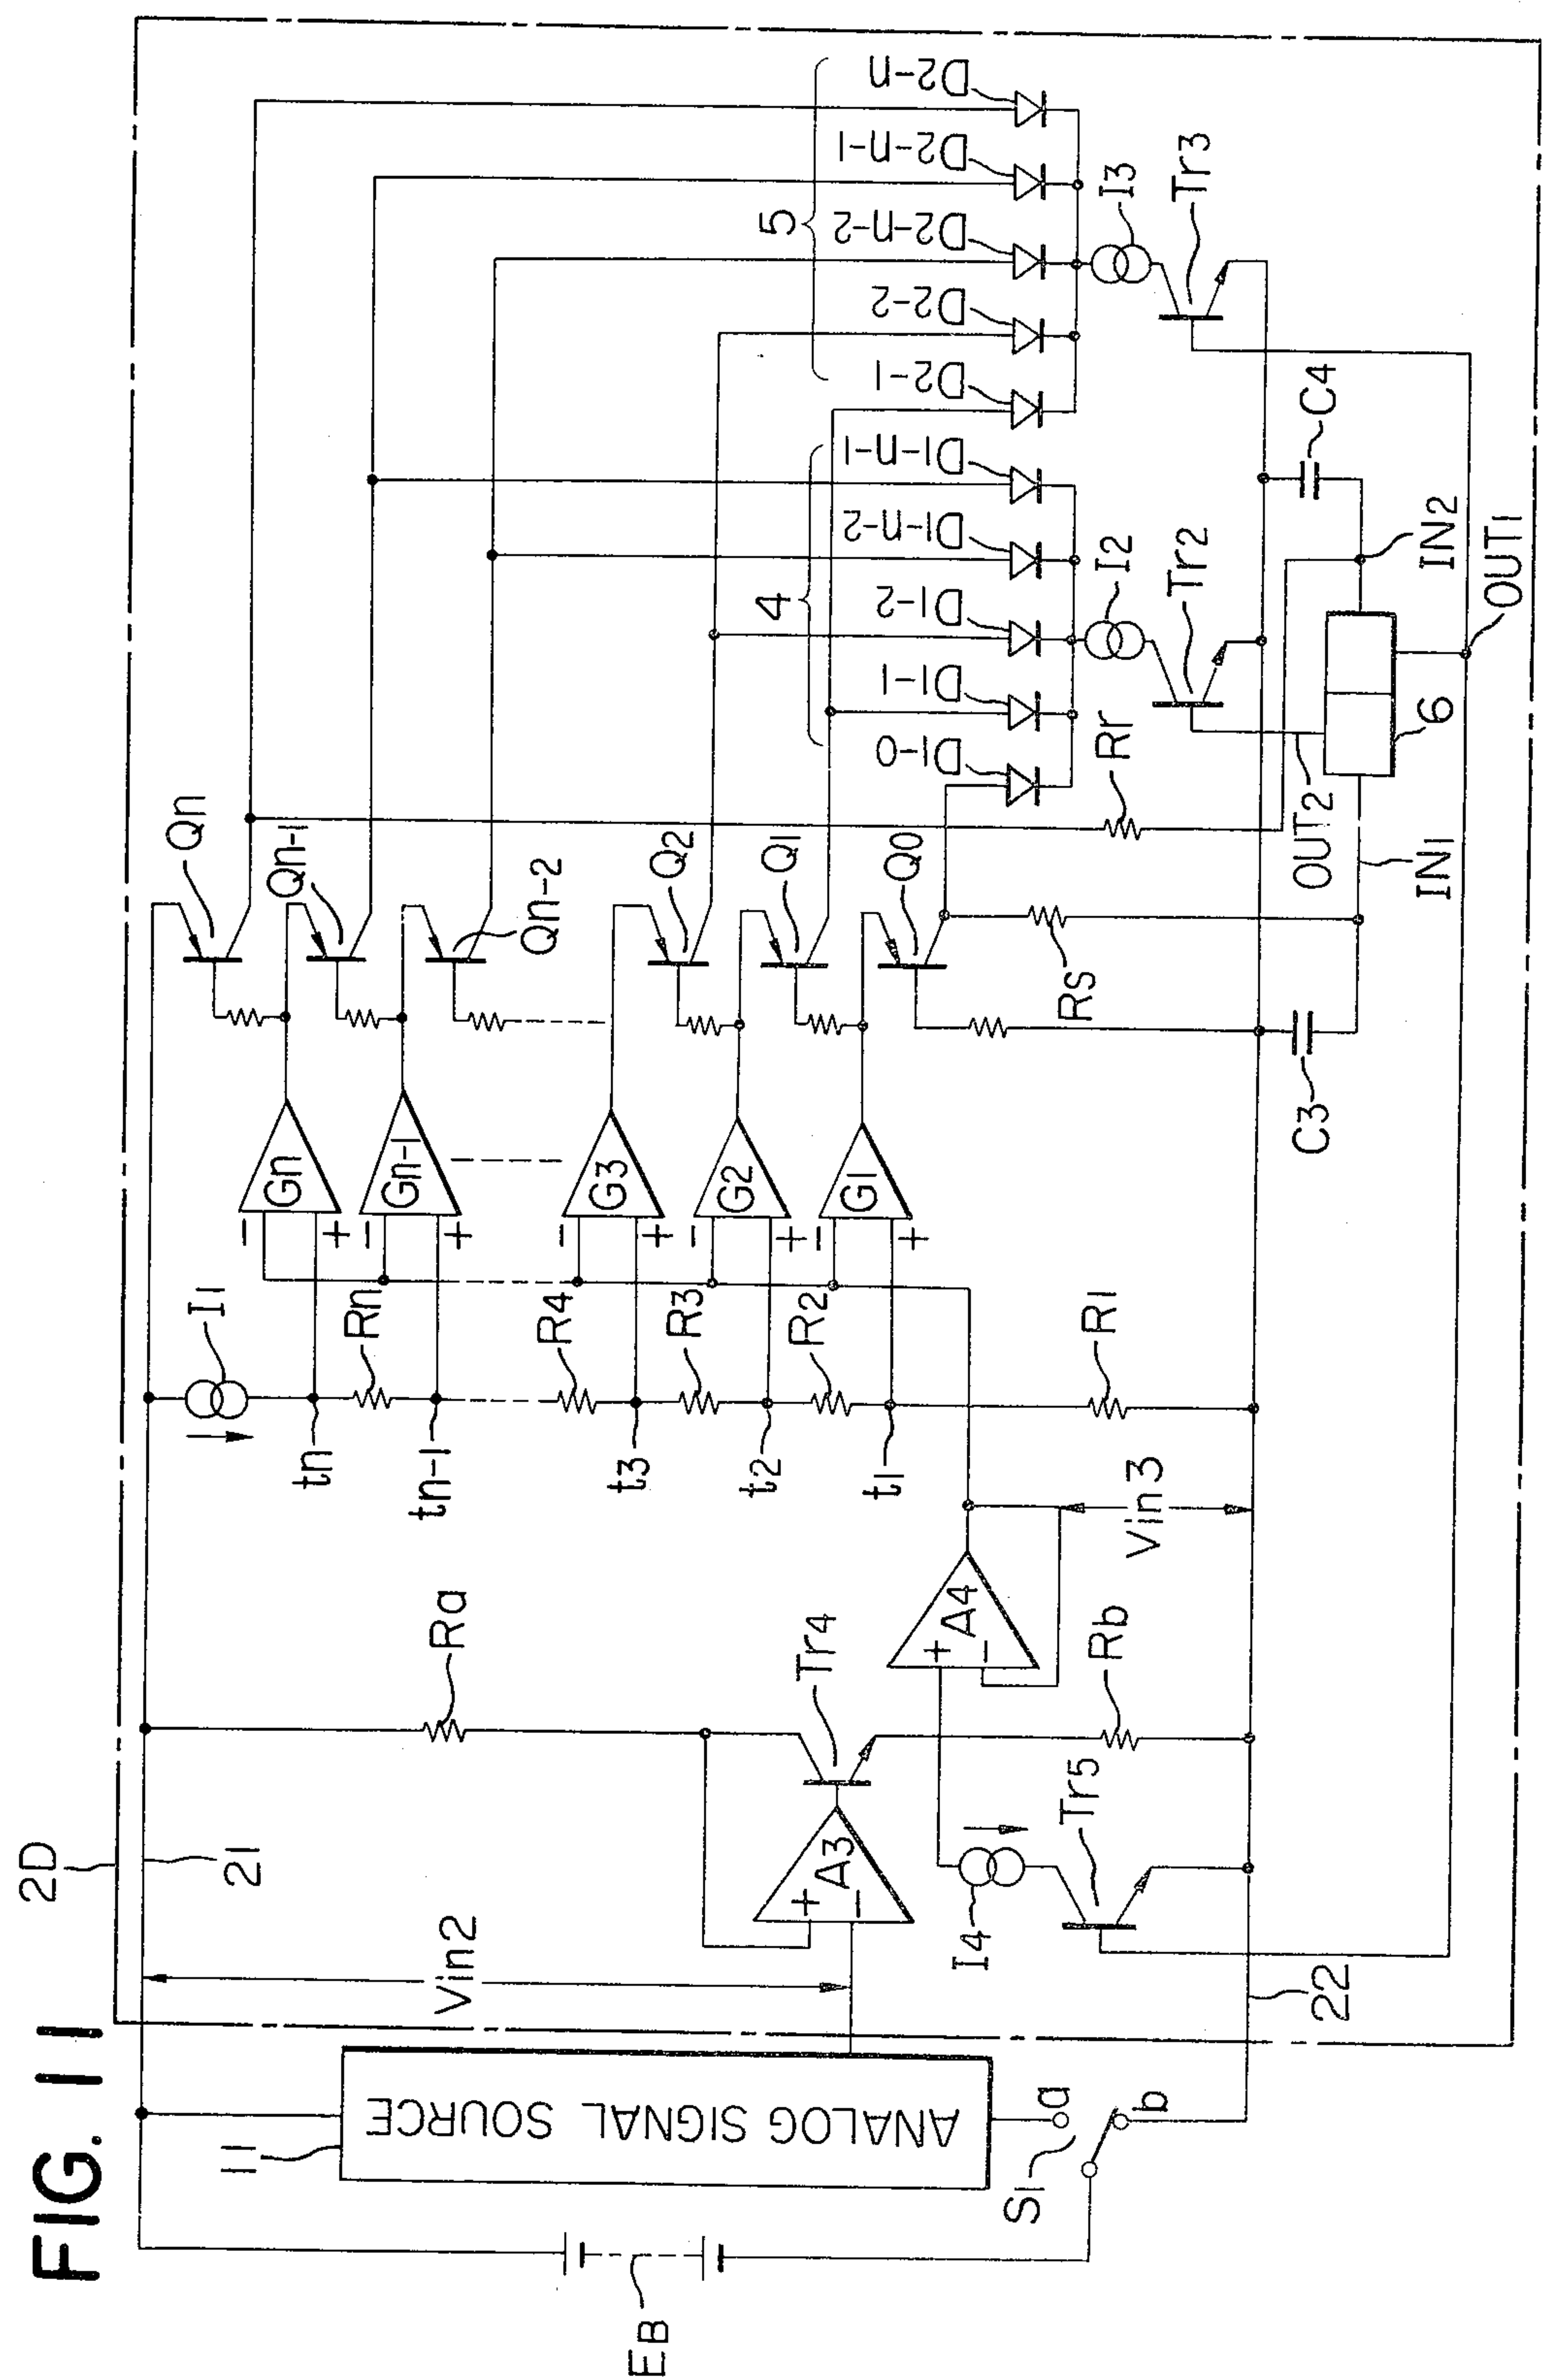 FIG. 11
2D
21
11
ANALOG SIGNAL SOURCE
EB
S1
a
b
22
Vin2
Ra
A3
+
−
Tr4
Rb
I4
Tr5
A4
+
−
Vin3
I1
tn
Rn
tn-1
R4
t3
R3
t2
R2
t1
R1
Gn
−
+
Gn-1
−
+
G3
−
+
G2
−
+
G1
−
+
Qn
Qn-1
Qn-2
Q2
Q1
Q0
RS
C3
Rr
4
5
D1-0
D1-1
D1-2
D1-n-2
D1-n-1
D2-1
D2-2
D2-n-2
D2-n-1
D2-n
I2
Tr2
I3
Tr3
C4
OUT2
IN1
6
IN2
OUT1